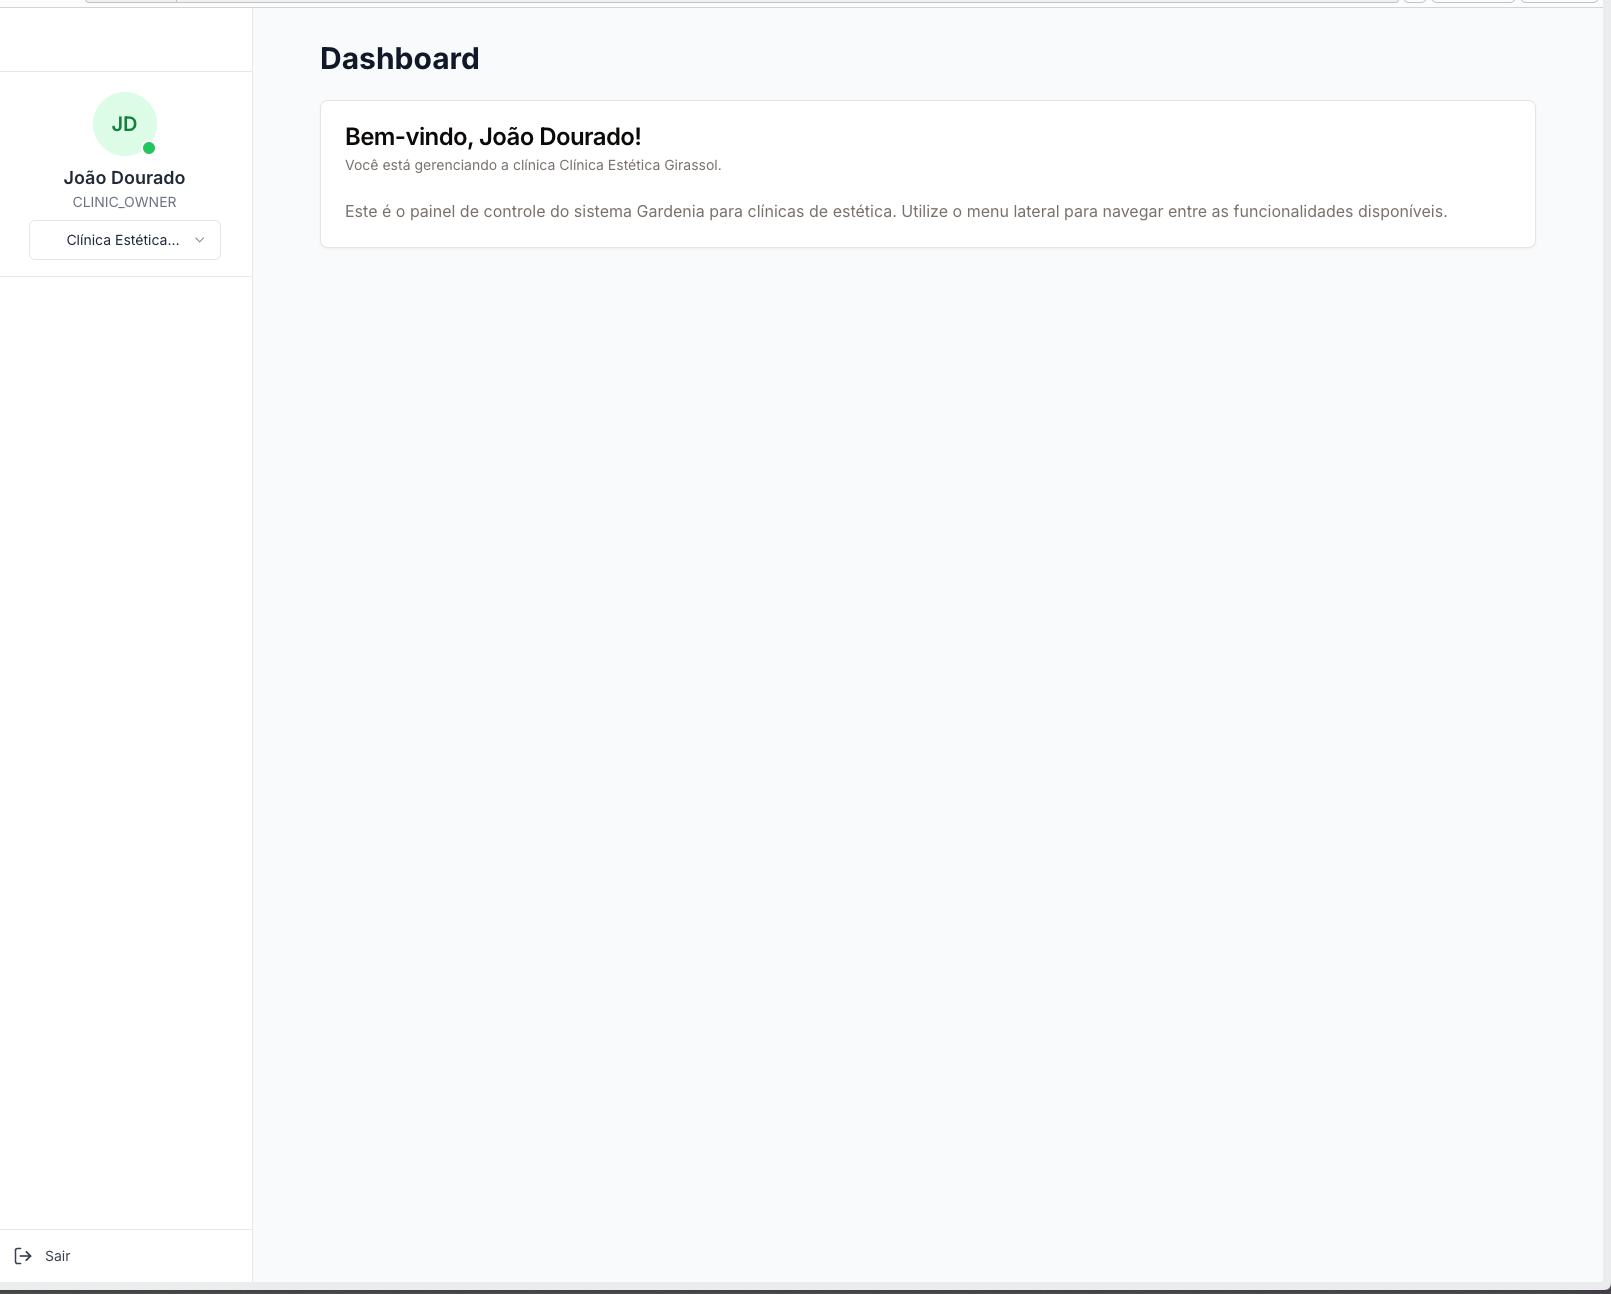 Dashboard
JD
João Dourado
CLINIC_OWNER
Clínica Estética...
Bem-vindo, João Dourado!
Você está gerenciando a clínica Clínica Estética Girassol.
Este é o painel de controle do sistema Gardenia para clínicas de estética. Utilize o menu lateral para navegar entre as funcionalidades disponíveis.
Sair